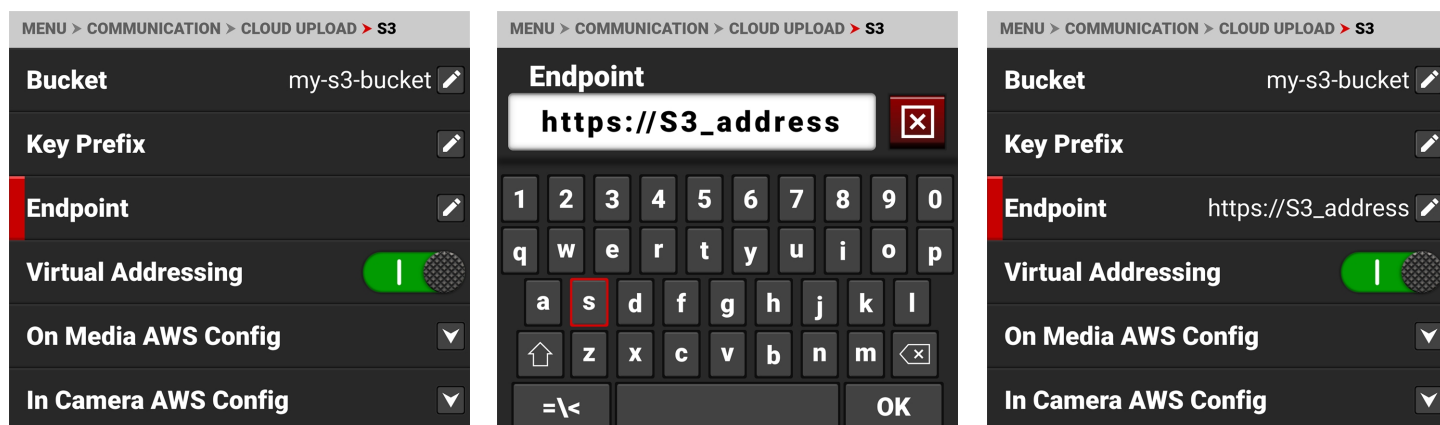 MENU > COMMUNICATION > CLOUD UPLOAD > S3
Bucket my-s3-bucket
Key Prefix
Endpoint
Virtual Addressing
On Media AWS Config
In Camera AWS Config
MENU > COMMUNICATION > CLOUD UPLOAD > S3
Endpoint
https://S3_address
1 2 3 4 5 6 7 8 9 0
q w e r t y u i o p
a s d f g h j k l
z x c v b n m
=\< OK
MENU > COMMUNICATION > CLOUD UPLOAD > S3
Bucket my-s3-bucket
Key Prefix
Endpoint https://S3_address
Virtual Addressing
On Media AWS Config
In Camera AWS Config